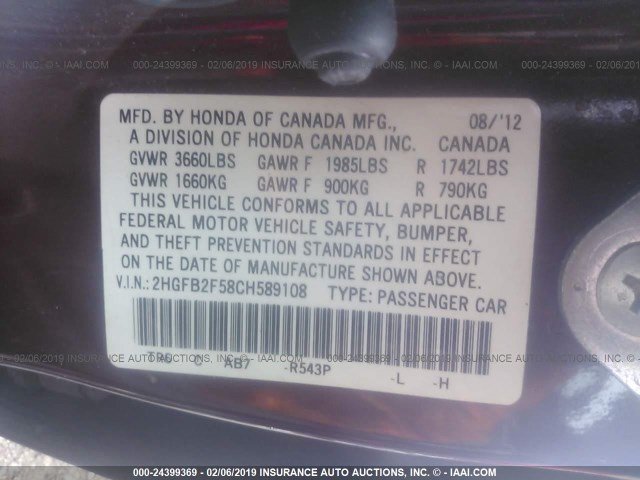 000-24399369 - 02/06/2019 INSURANCE AUTO AUCTIONS, INC. - © - IAAI.COM
MFD. BY HONDA OF CANADA MFG., 08/'12
A DIVISION OF HONDA CANADA INC. CANADA
GVWR 3660LBS GAWR F 1985LBS R 1742LBS
GVWR 1660KG GAWR F 900KG R 790KG
THIS VEHICLE CONFORMS TO ALL APPLICABLE
FEDERAL MOTOR VEHICLE SAFETY, BUMPER,
AND THEFT PREVENTION STANDARDS IN EFFECT
ON THE DATE OF MANUFACTURE SHOWN ABOVE.
V.I.N.: 2HGFB2F58CH589108 TYPE: PASSENGER CAR
C AB7 -R543P -L -H
000-24399369 - 02/06/2019 INSURANCE AUTO AUCTIONS, INC. - © - IAAI.COM